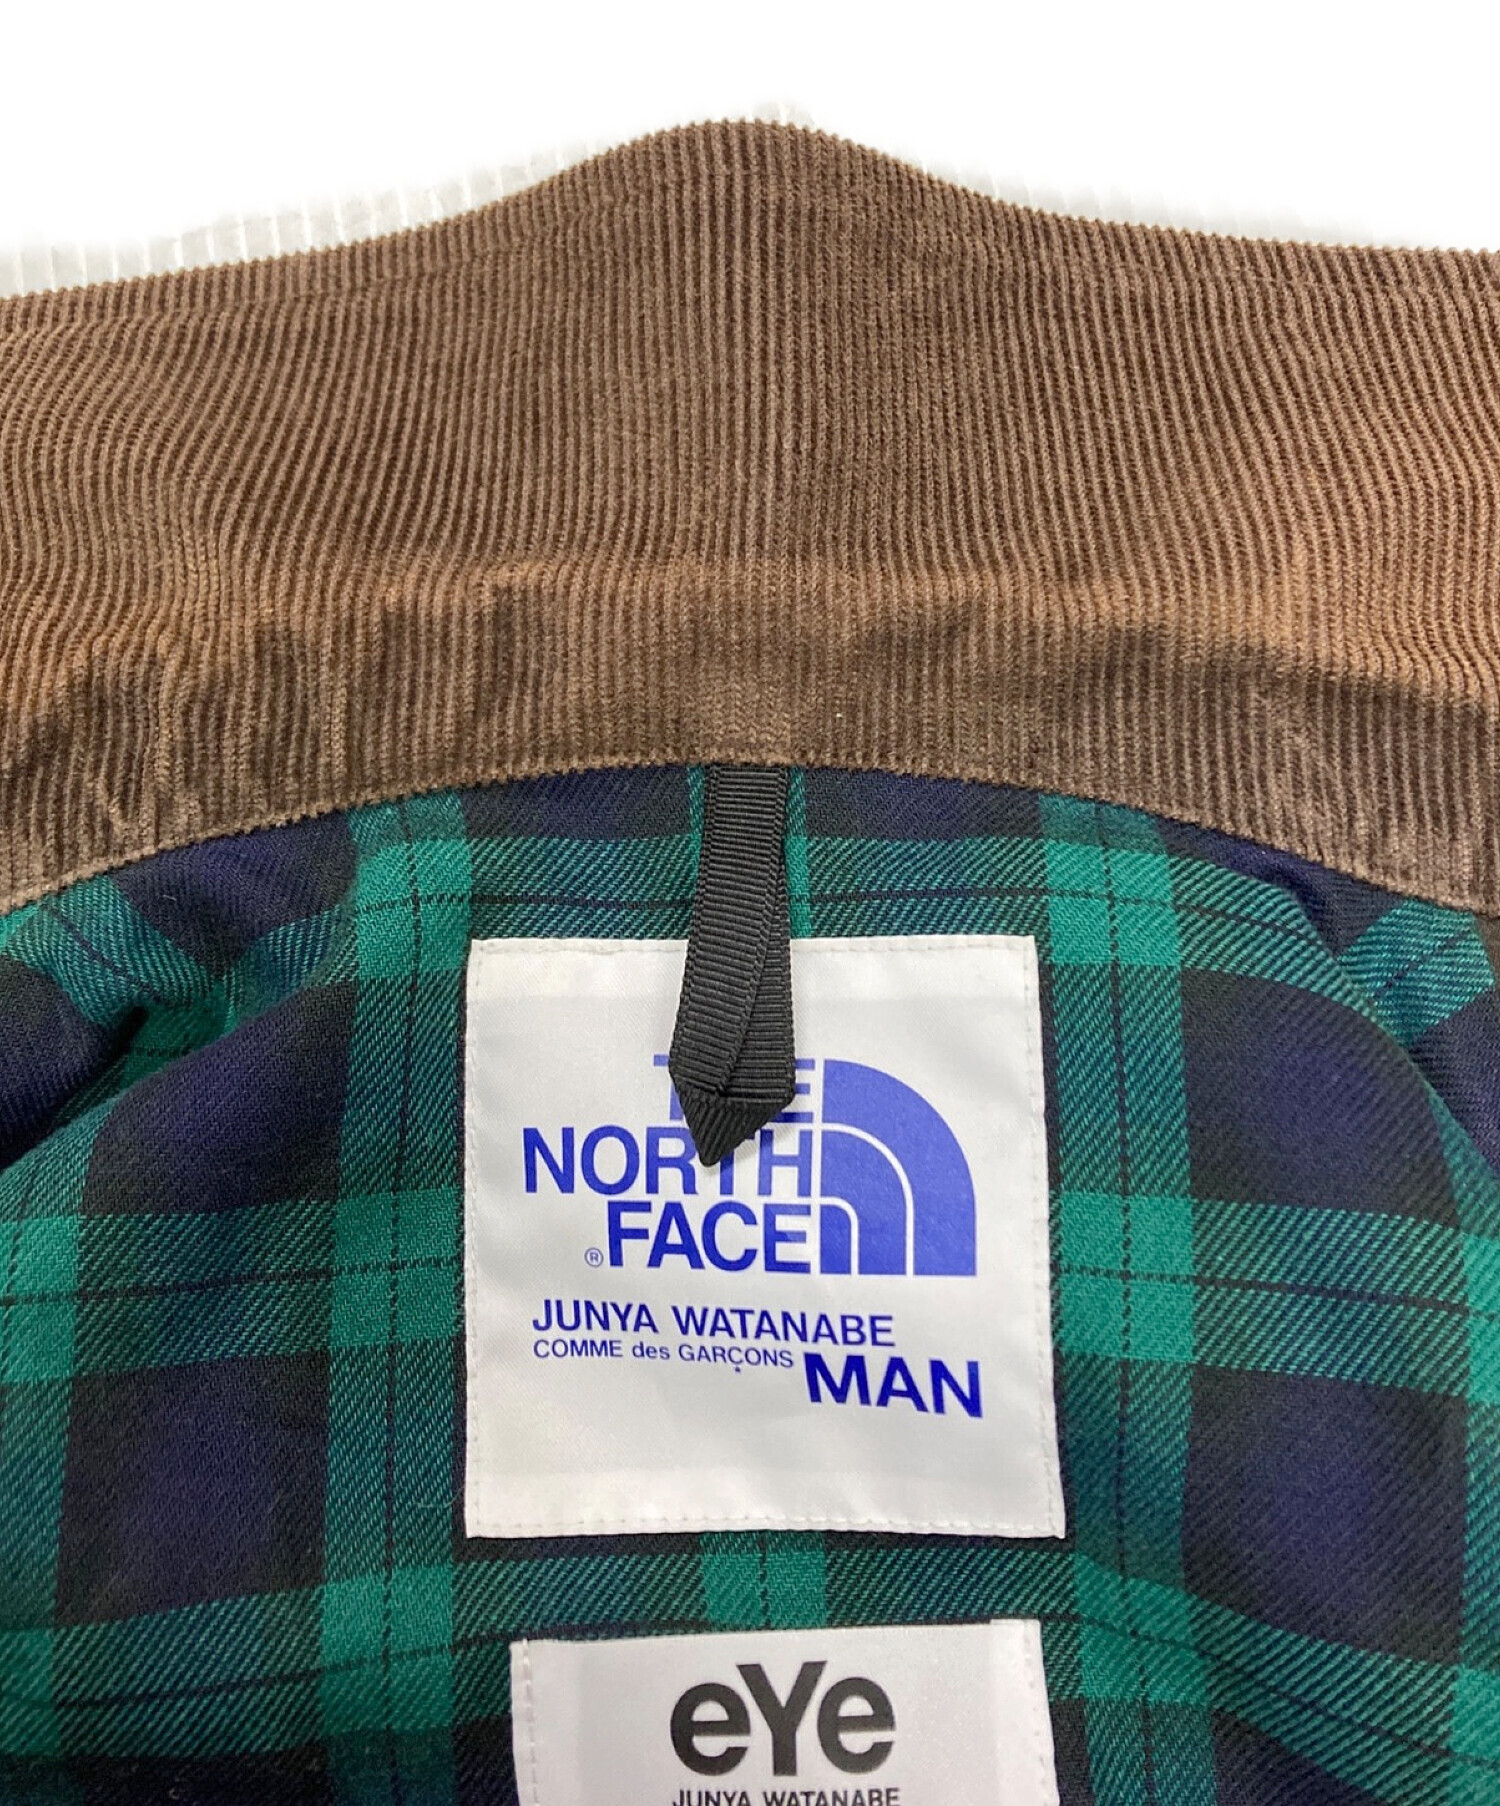 THE
NORTH
®FACE
JUNYA WATANABE
COMME des GARÇONS MAN
eYe
JUNYA WATANABE